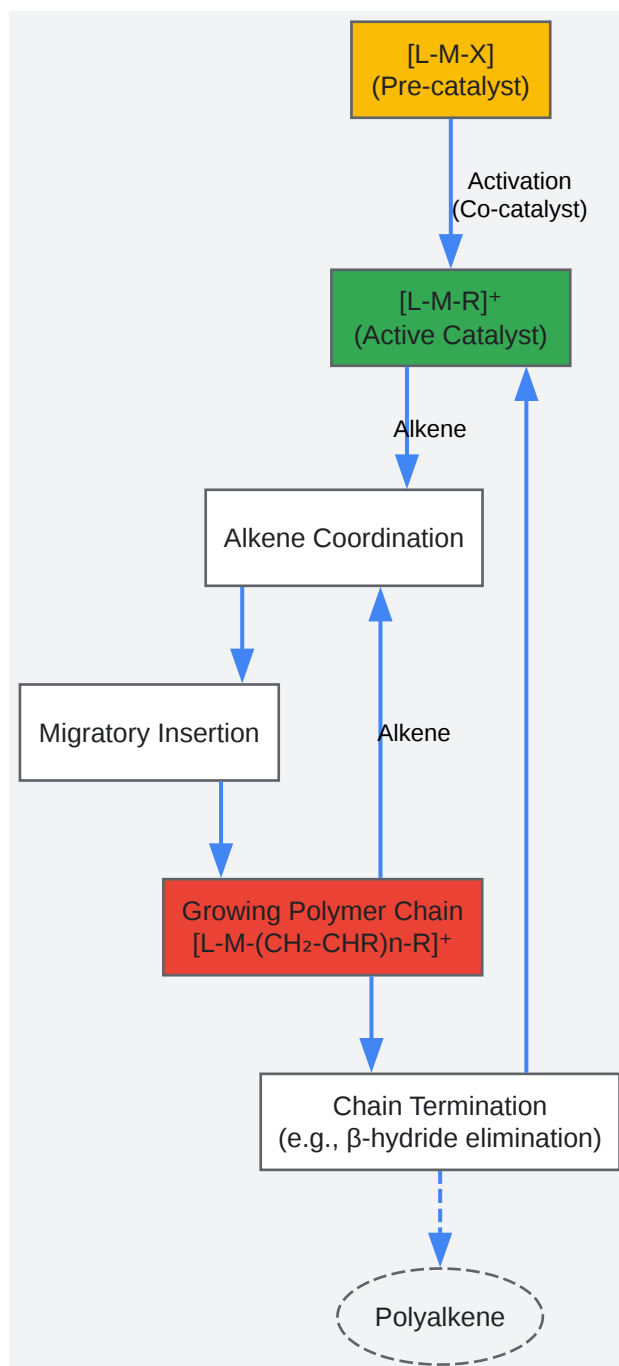 [L-M-X]
(Pre-catalyst)
Activation
(Co-catalyst)
[L-M-R]⁺
(Active Catalyst)
Alkene
Alkene Coordination
Migratory Insertion
Alkene
Growing Polymer Chain
[L-M-(CH₂-CHR)n-R]⁺
Chain Termination
(e.g., β-hydride elimination)
Polyalkene